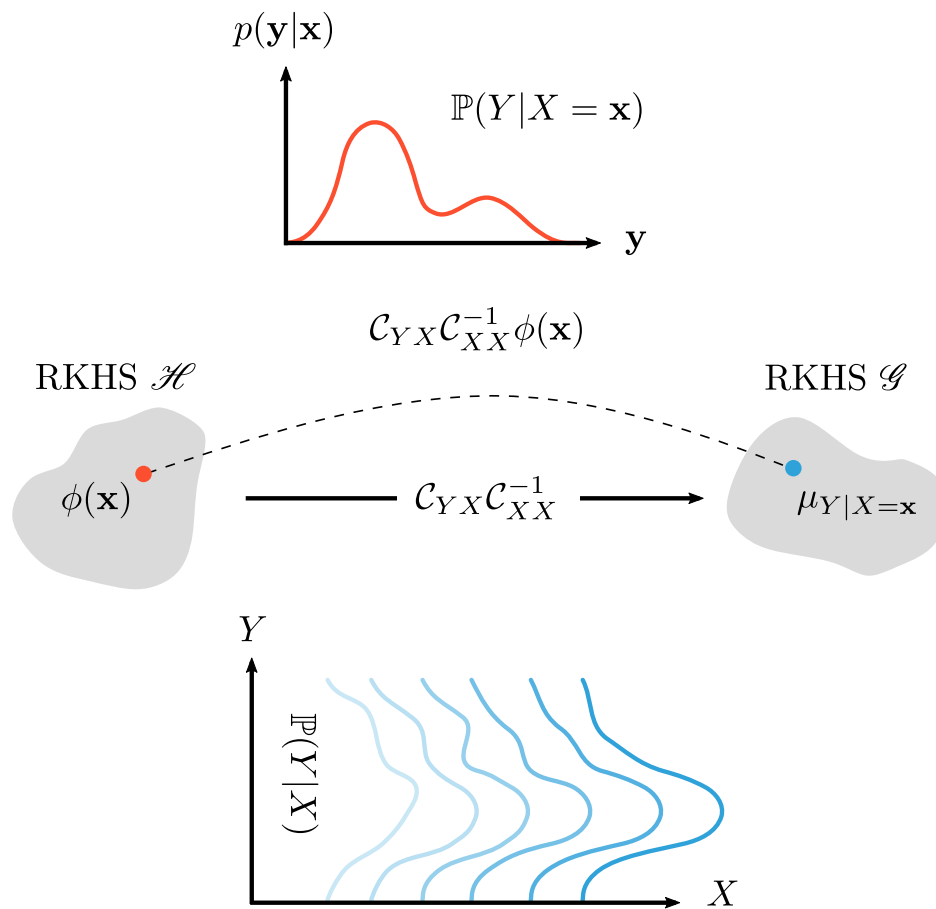 p(𝐲|𝐱)
ℙ(Y|X = 𝐱)
𝐲
𝒞_{YX}𝒞_{XX}^{-1}ϕ(𝐱)
RKHS ℋ
RKHS 𝒢
ϕ(𝐱)
𝒞_{YX}𝒞_{XX}^{-1}
μ_{Y|X=𝐱}
Y
ℙ(Y|X)
X